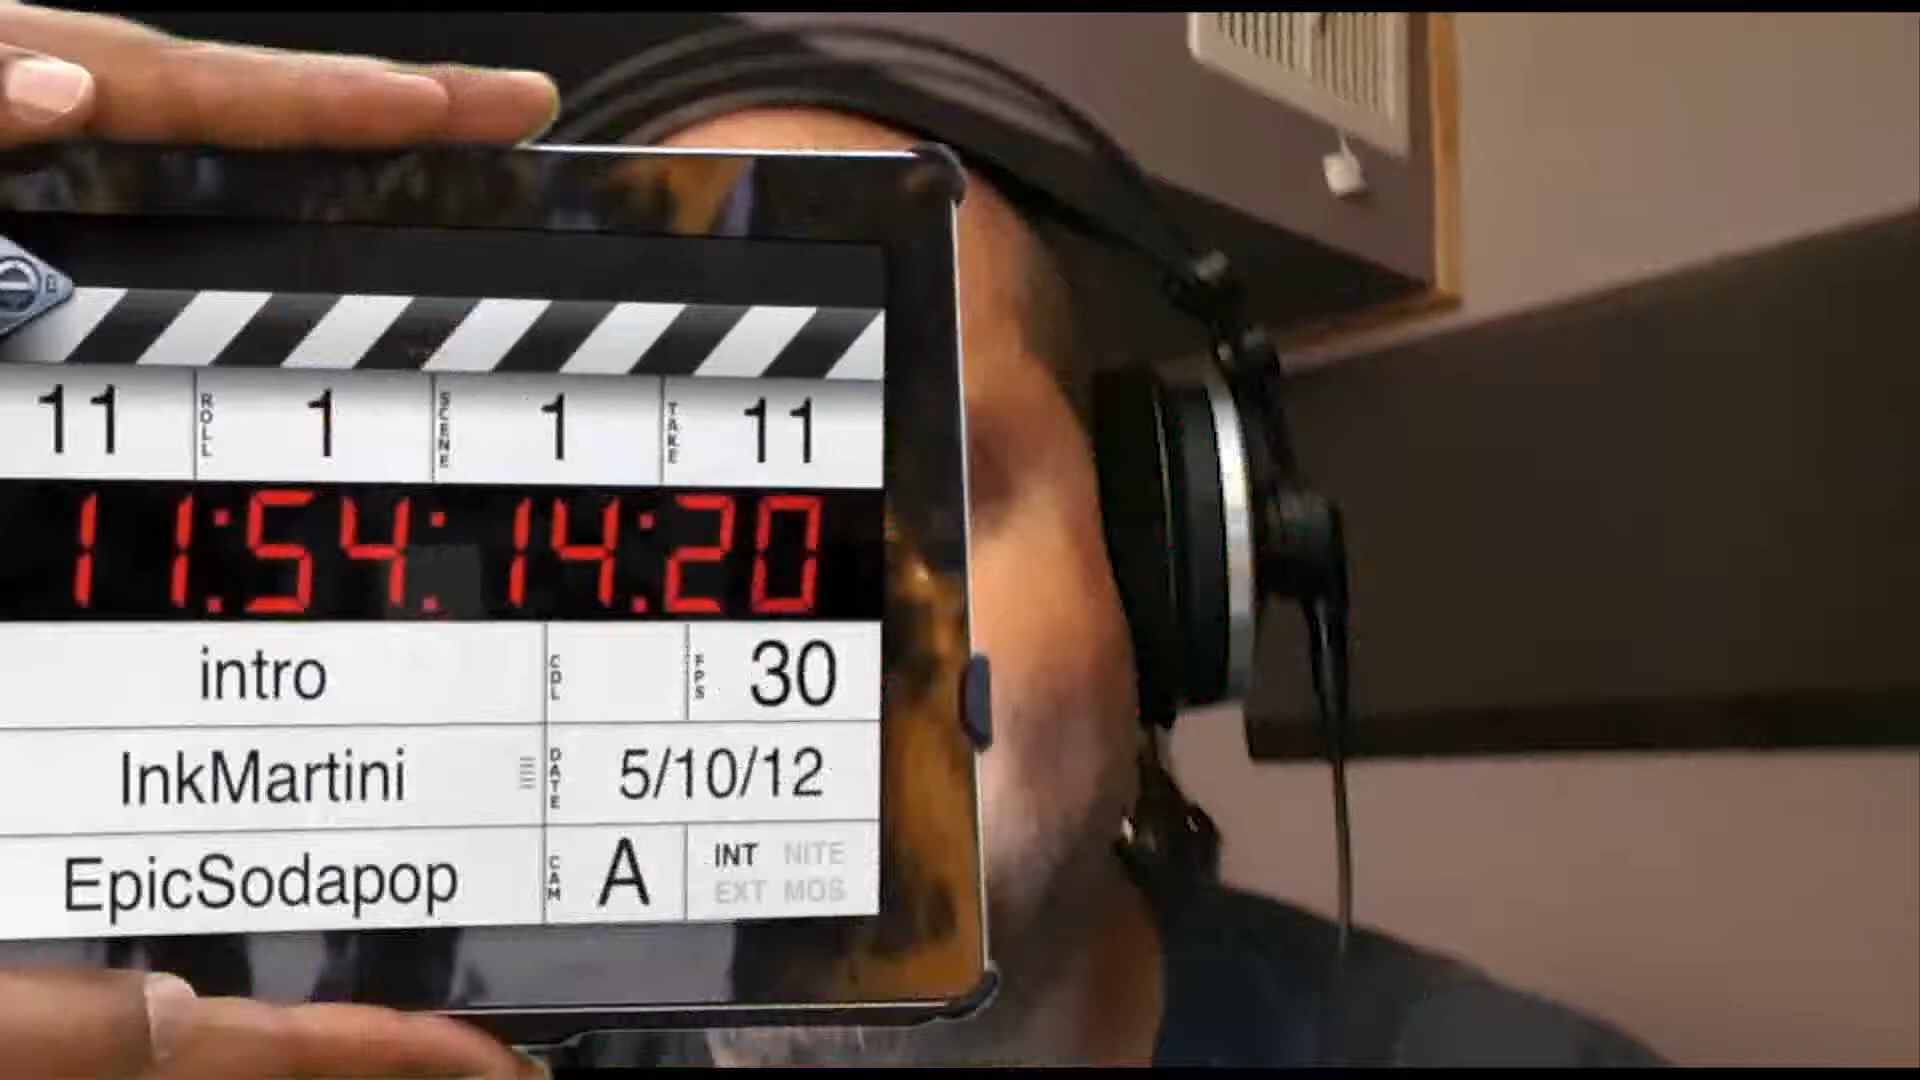 11 ROLL 1 SCENE 1 TAKE 11
11:54:14:20
intro CDL FPS 30
InkMartini DATE 5/10/12
EpicSodapop CAM A INT NITE
EXT MOS